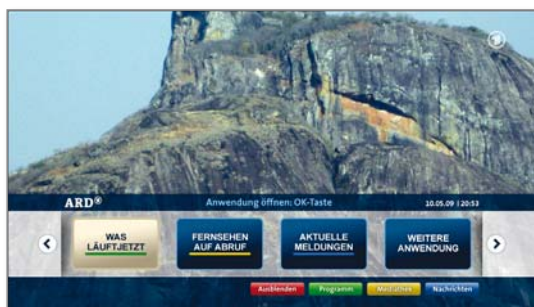 ARD
Anwendung öffnen: OK-Taste
10.05.09 | 20:53
WAS
LÄUFTJETZT
FERNSEHEN
AUF ABRUF
AKTUELLE
MELDUNGEN
WEITERE
ANWENDUNG
Ausblenden
Programm
Mediathek
Nachrichten